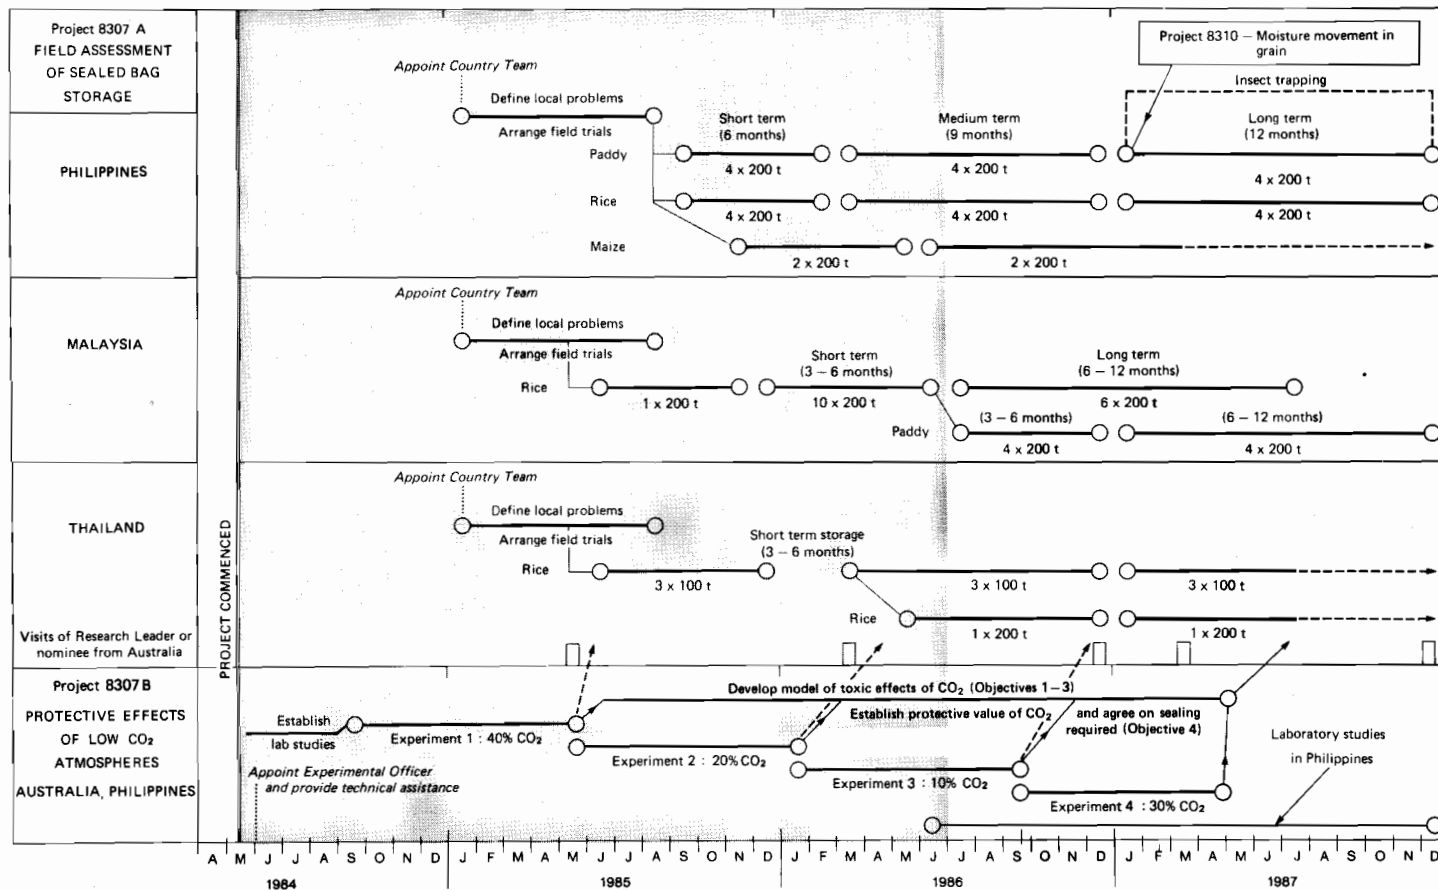 Project 8307 A
FIELD ASSESSMENT
OF SEALED BAG
STORAGE
Project 8310 — Moisture movement in
grain
Insect trapping
Appoint Country Team
Define local problems
Arrange field trials
PHILIPPINES
Short term
(6 months)
Medium term
(9 months)
Long term
(12 months)
Paddy
4 x 200 t
4 x 200 t
4 x 200 t
Rice
4 x 200 t
4 x 200 t
4 x 200 t
Maize
2 x 200 t
2 x 200 t
MALAYSIA
Appoint Country Team
Define local problems
Arrange field trials
Short term
(3 – 6 months)
Long term
(6 – 12 months)
Rice
1 x 200 t
10 x 200 t
6 x 200 t
(3 – 6 months)
(6 – 12 months)
Paddy
4 x 200 t
4 x 200 t
THAILAND
Appoint Country Team
Define local problems
Arrange field trials
Short term storage
(3 – 6 months)
Rice
3 x 100 t
3 x 100 t
3 x 100 t
Rice
1 x 200 t
1 x 200 t
PROJECT COMMENCED
Visits of Research Leader or
nominee from Australia
Project 8307 B
PROTECTIVE EFFECTS
OF LOW CO₂
ATMOSPHERES
AUSTRALIA, PHILIPPINES
Develop model of toxic effects of CO₂ (Objectives 1–3)
Establish protective value of CO₂ and agree on sealing
required (Objective 4)
Establish
lab studies
Experiment 1 : 40% CO₂
Experiment 2 : 20% CO₂
Experiment 3 : 10% CO₂
Experiment 4 : 30% CO₂
Laboratory studies
in Philippines
Appoint Experimental Officer
and provide technical assistance
A M J J A S O N D J F M A M J J A S O N D J F M A M J J A S O N D J F M A M J J A S O N D
1984 1985 1986 1987